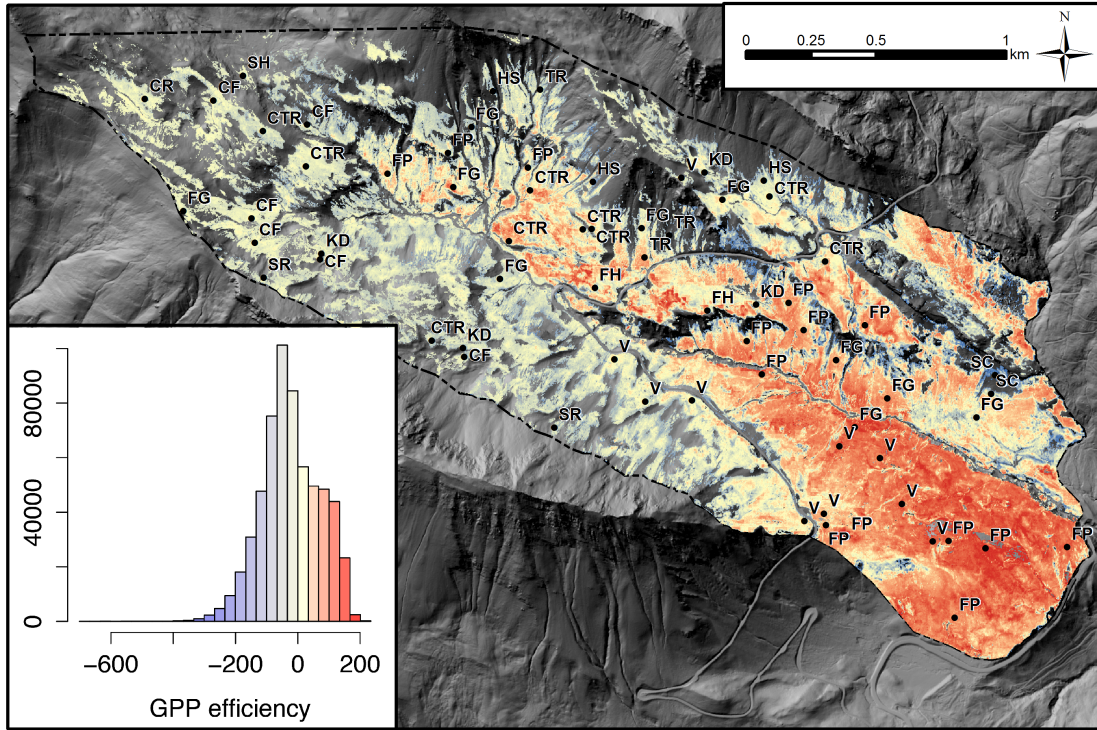 N
0 0.25 0.5 1
km
SH
CR
CF
HS
TR
CTR
CF
FG
CTR
FP
FP
FP
CTR
HS
FG
V
KD
HS
CTR
FG
FG
CF
CF
KD
CF
SR
CTR
CTR
CTR
FG
TR
TR
CTR
FG
FH
KD
FP
FH
FP
FP
FP
FG
FP
SC
SC
CTR
KD
CF
V
V
V
SR
FG
FG
FG
V
V
V
V
V
FP
FP
V
FP
FP
FP
FP
80000
40000
0
−600
−200
0
200
GPP efficiency